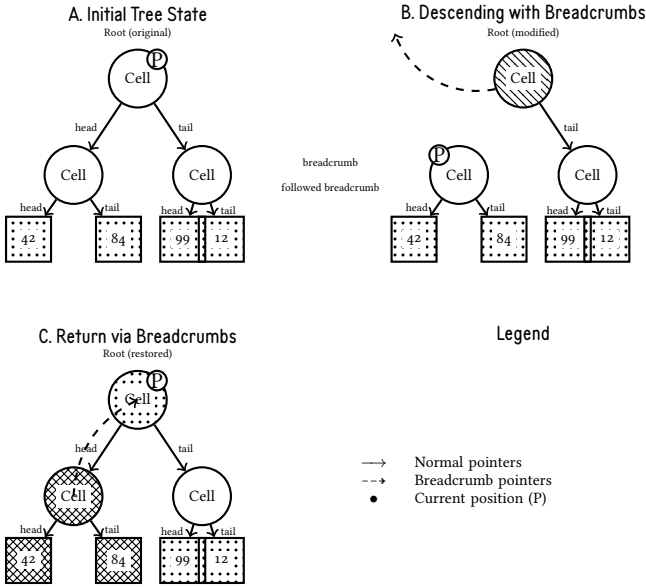 A. Initial Tree State
Root (original)
P
Cell
head
tail
Cell
Cell
head
tail
head
tail
42
84
99
12
B. Descending with Breadcrumbs
Root (modified)
Cell
tail
breadcrumb
followed breadcrumb
P
Cell
Cell
head
tail
head
tail
42
84
99
12
C. Return via Breadcrumbs
Root (restored)
P
Cell
head
tail
Cell
Cell
head
tail
head
tail
42
84
99
12
Legend
Normal pointers
Breadcrumb pointers
Current position (P)